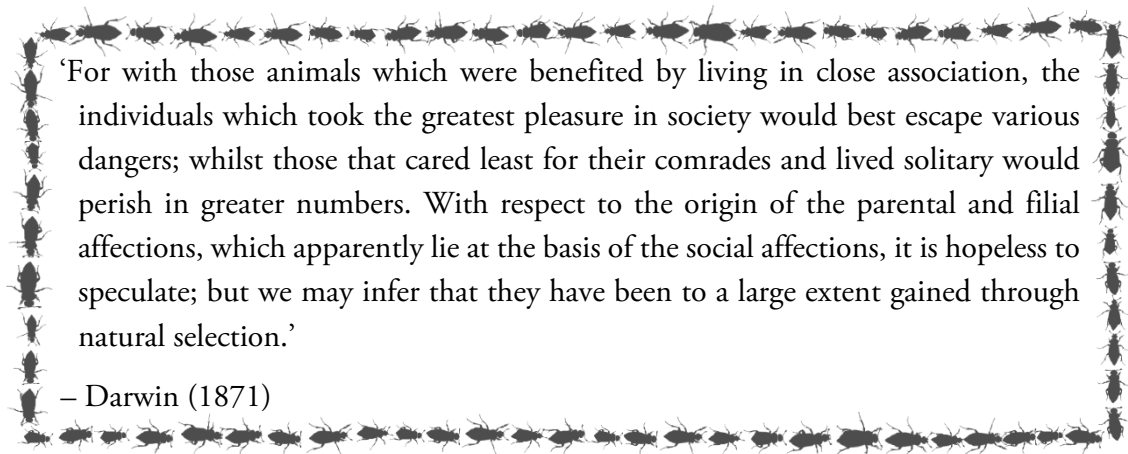 ‘For with those animals which were benefited by living in close association, the
individuals which took the greatest pleasure in society would best escape various
dangers; whilst those that cared least for their comrades and lived solitary would
perish in greater numbers. With respect to the origin of the parental and filial
affections, which apparently lie at the basis of the social affections, it is hopeless to
speculate; but we may infer that they have been to a large extent gained through
natural selection.’
– Darwin (1871)